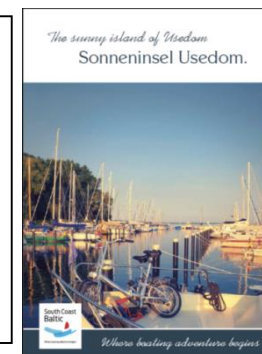 The sunny island of Usedom
Sonneninsel Usedom.
South Coast
Baltic
Where boating adventure begins